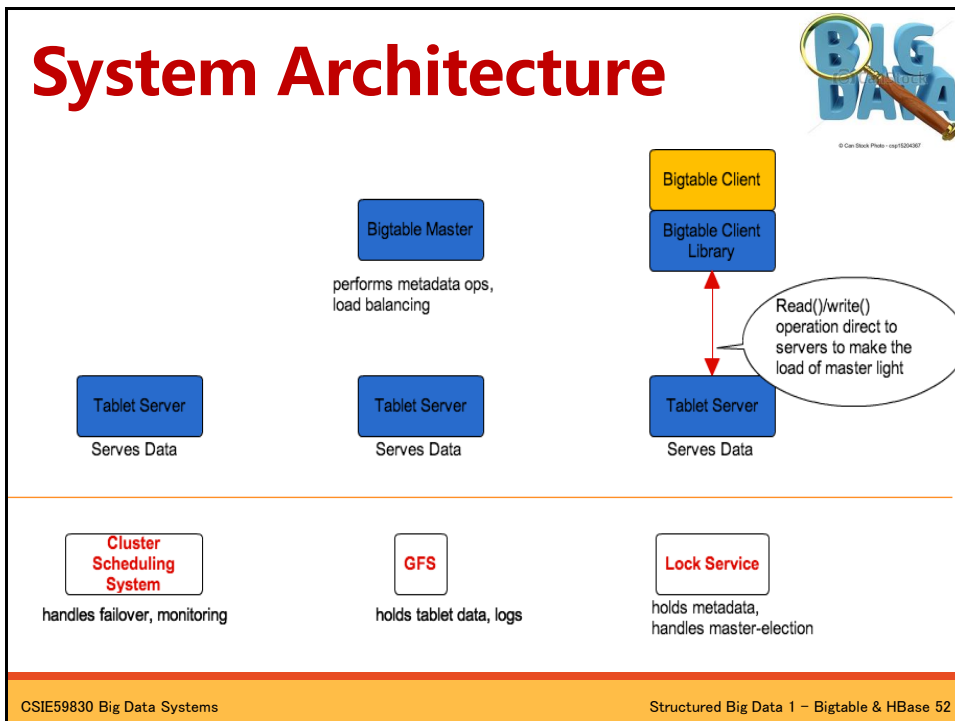 System Architecture
BIG
DATA
© Can Stock Photo - csp15204387
Bigtable Client
Bigtable Client
Library
Bigtable Master
performs metadata ops,
load balancing
Read()/write()
operation direct to
servers to make the
load of master light
Tablet Server
Serves Data
Tablet Server
Serves Data
Tablet Server
Serves Data
Cluster
Scheduling
System
handles failover, monitoring
GFS
holds tablet data, logs
Lock Service
holds metadata,
handles master-election
CSIE59830 Big Data Systems
Structured Big Data 1 – Bigtable & HBase 52